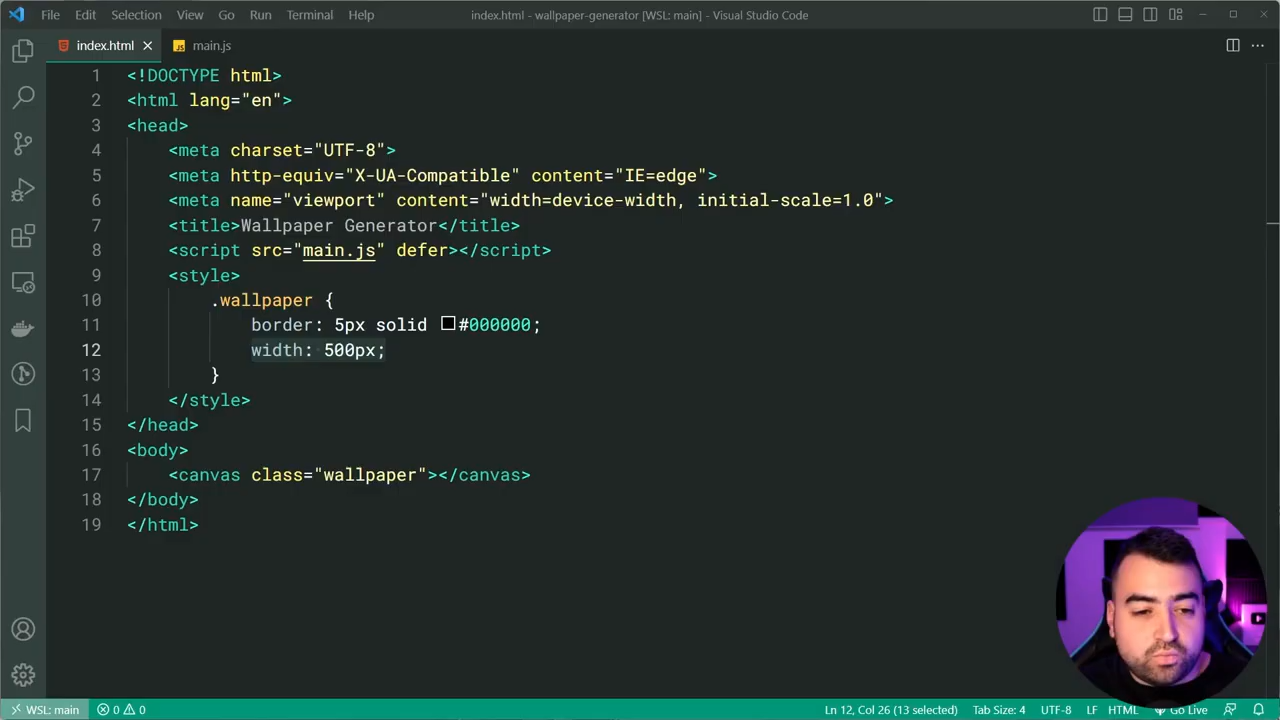 File Edit Selection View Go Run Terminal Help index.html - wallpaper-generator [WSL: main] - Visual Studio Code
index.html main.js
1 <!DOCTYPE html>
2 <html lang="en">
3 <head>
4 <meta charset="UTF-8">
5 <meta http-equiv="X-UA-Compatible" content="IE=edge">
6 <meta name="viewport" content="width=device-width, initial-scale=1.0">
7 <title>Wallpaper Generator</title>
8 <script src="main.js" defer></script>
9 <style>
10 .wallpaper {
11 border: 5px solid #000000;
12 width: 500px;
13 }
14 </style>
15 </head>
16 <body>
17 <canvas class="wallpaper"></canvas>
18 </body>
19 </html>
WSL: main 0 0 Ln 12, Col 26 (13 selected) Tab Size: 4 UTF-8 LF HTML Go Live